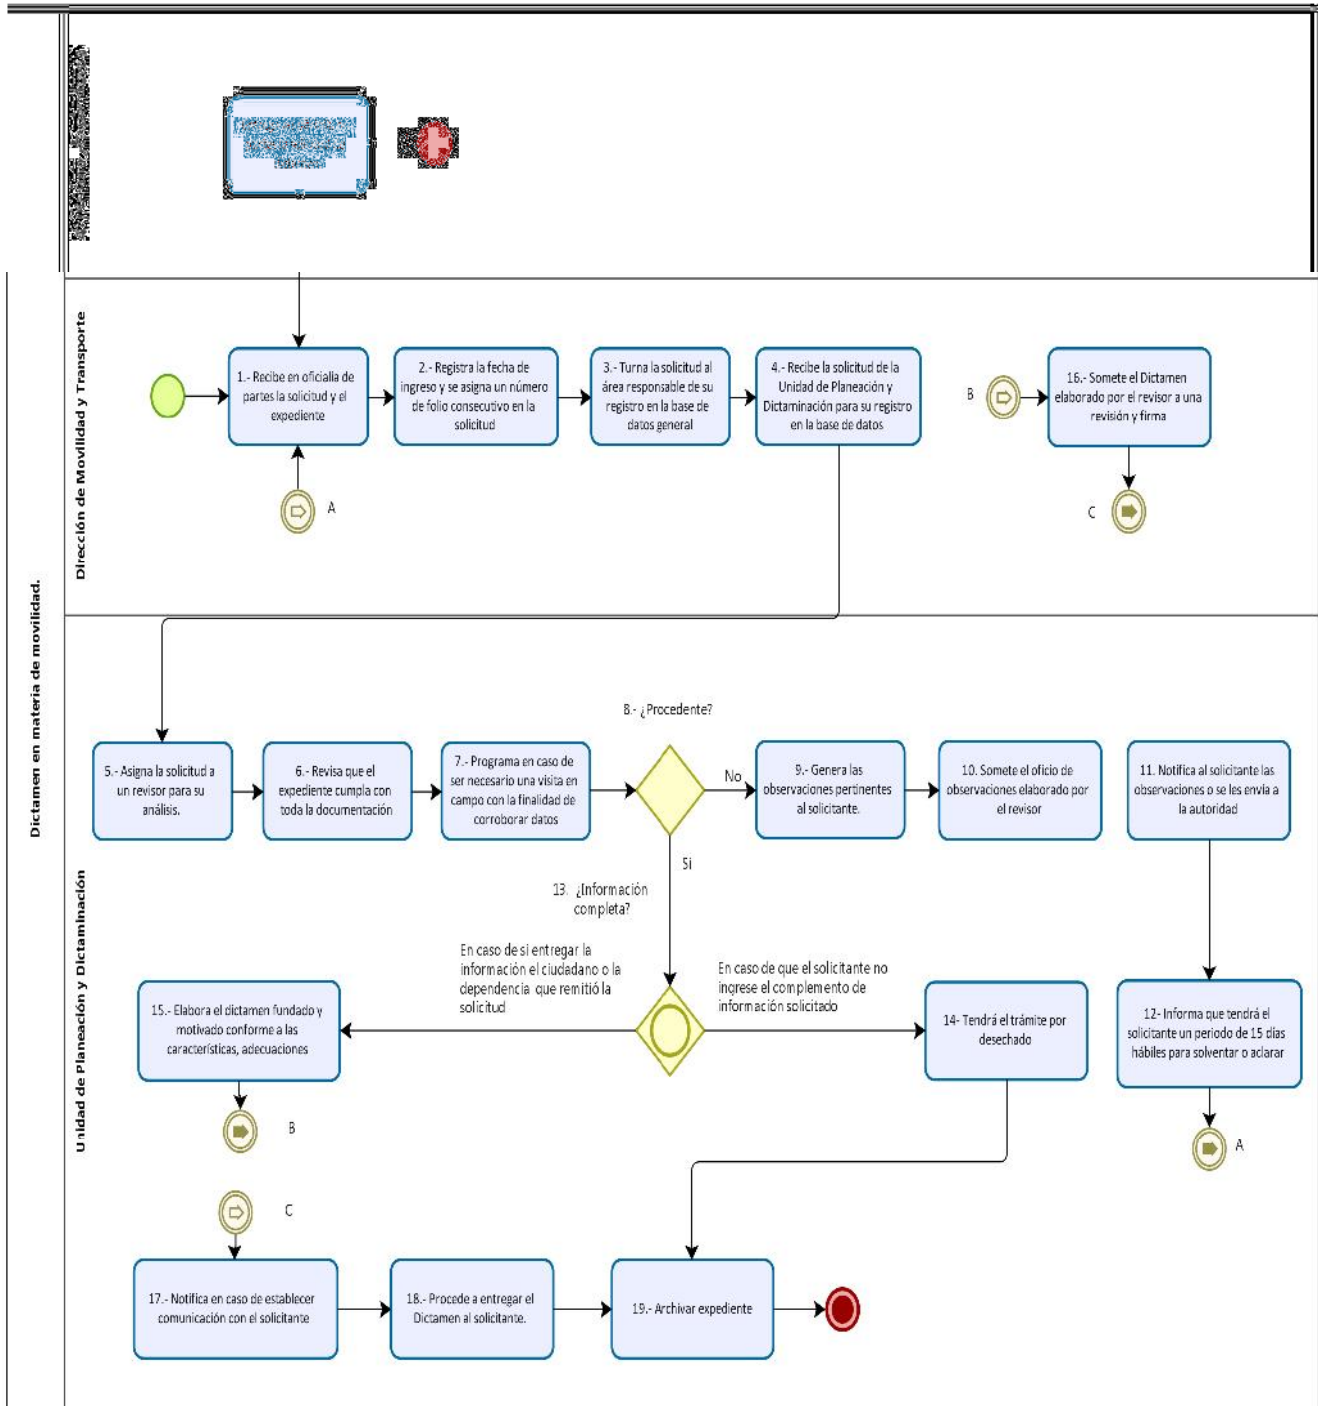 Dictamen en materia de movilidad.
Dirección de Movilidad y Transporte
1.- Recibe en oficialía de
partes la solicitud y el
expediente
2.- Registra la fecha de
ingreso y se asigna un número
de folio consecutivo en la
solicitud
3.- Turna la solicitud al
área responsable de su
registro en la base de
datos general
4.- Recibe la solicitud de la
Unidad de Planeación y
Dictaminación para su registro
en la base de datos
B
16.- Somete el Dictamen
elaborado por el revisor a una
revisión y firma
A
C
Unidad de Planeación y Dictaminación
8.- ¿Procedente?
5.- Asigna la solicitud a
un revisor para su
análisis.
6.- Revisa que el
expediente cumpla con
toda la documentación
7.- Programa en caso de
ser necesario una visita en
campo con la finalidad de
corroborar datos
No
9.- Genera las
observaciones pertinentes
al solicitante.
10. Somete el oficio de
observaciones elaborado por
el revisor
11. Notifica al solicitante las
observaciones o se les envía a
la autoridad
Si
13. ¿Información
completa?
En caso de si entregar la
información el ciudadano o la
dependencia que remitió la
solicitud
En caso de que el solicitante no
ingrese el complemento de
información solicitado
15.- Elabora el dictamen fundado y
motivado conforme a las
características, adecuaciones
14- Tendrá el trámite por
desechado
12- Informa que tendrá el
solicitante un periodo de 15 días
hábiles para solventar o aclarar
B
A
C
17.- Notifica en caso de establecer
comunicación con el solicitante
18.- Procede a entregar el
Dictamen al solicitante.
19.- Archivar expediente